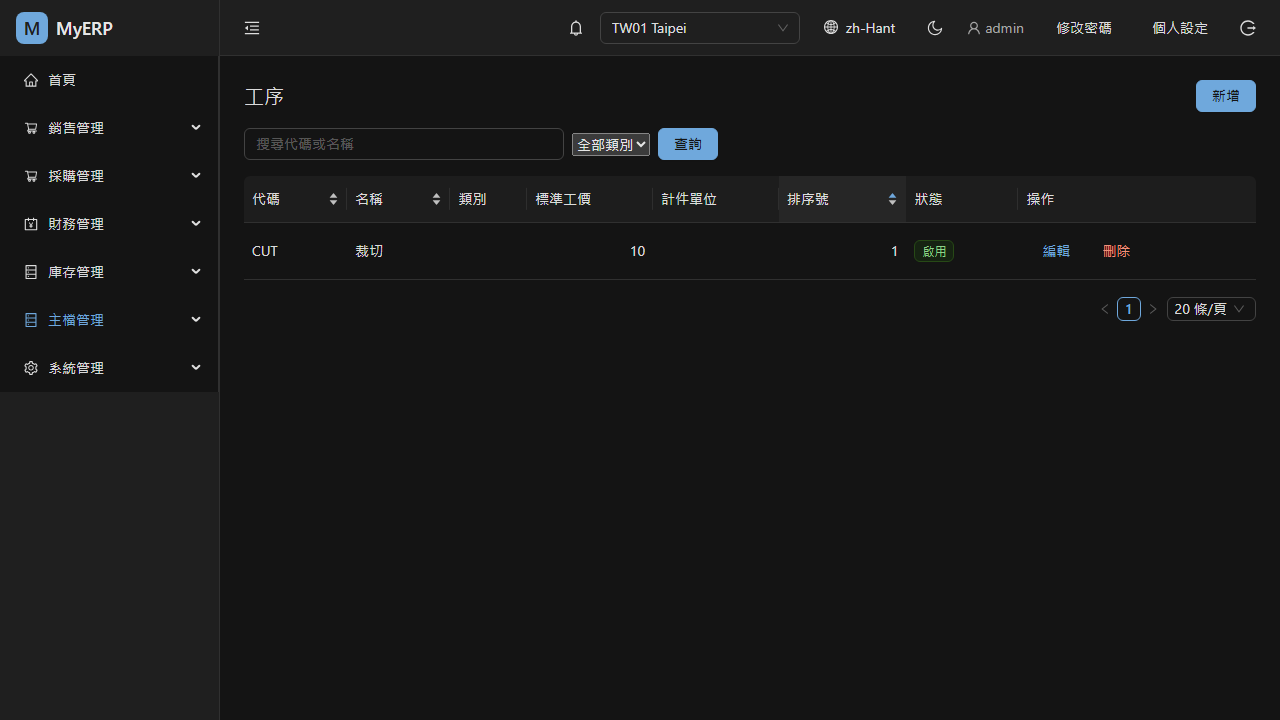 M MyERP
TW01 Taipei zh-Hant admin 修改密碼 個人設定
首頁
銷售管理
採購管理
財務管理
庫存管理
主檔管理
系統管理
工序 新增
搜尋代碼或名稱 全部類別 查詢
代碼 名稱 類別 標準工價 計件單位 排序號 狀態 操作
CUT 裁切 10 1 啟用 編輯 刪除
1 20 條/頁